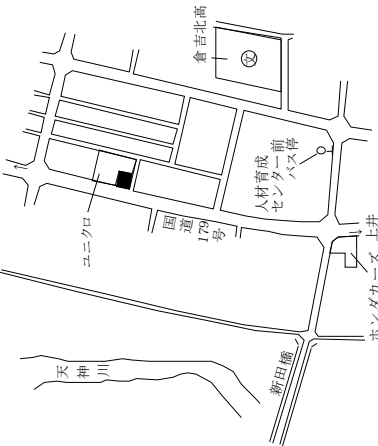 倉吉北高
文
ユニクロ
人材育成
センター前
バス停
国道
179
号
天神川
新田橋
ホンダカーズ
上井